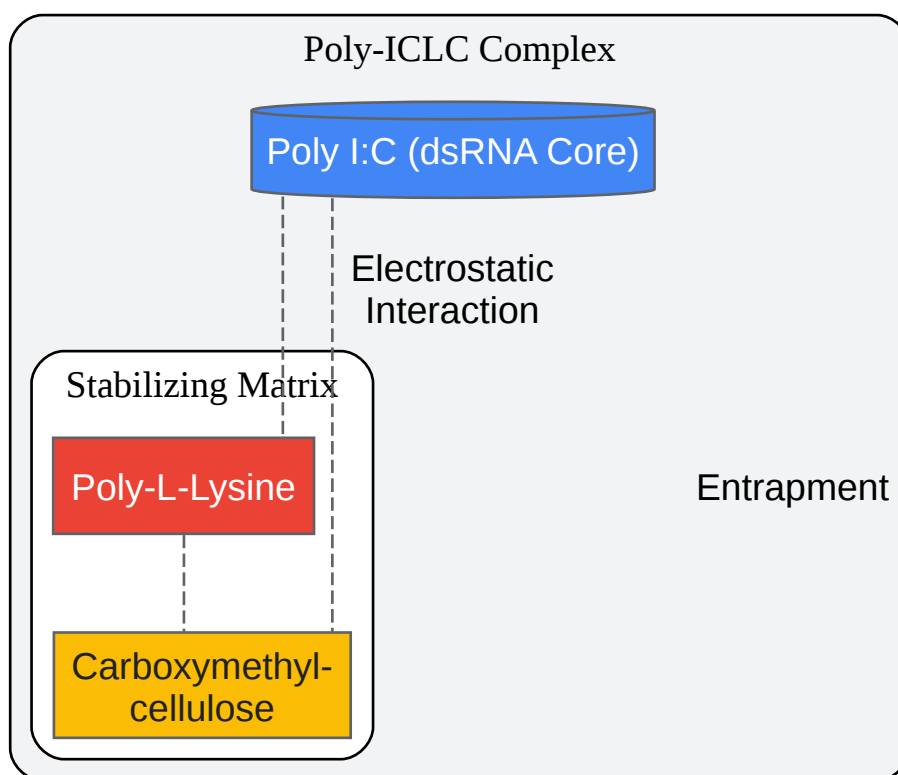 Poly-ICLC Complex
Poly I:C (dsRNA Core)
Electrostatic
Interaction
Stabilizing Matrix
Poly-L-Lysine
Entrapment
Carboxymethyl-
cellulose